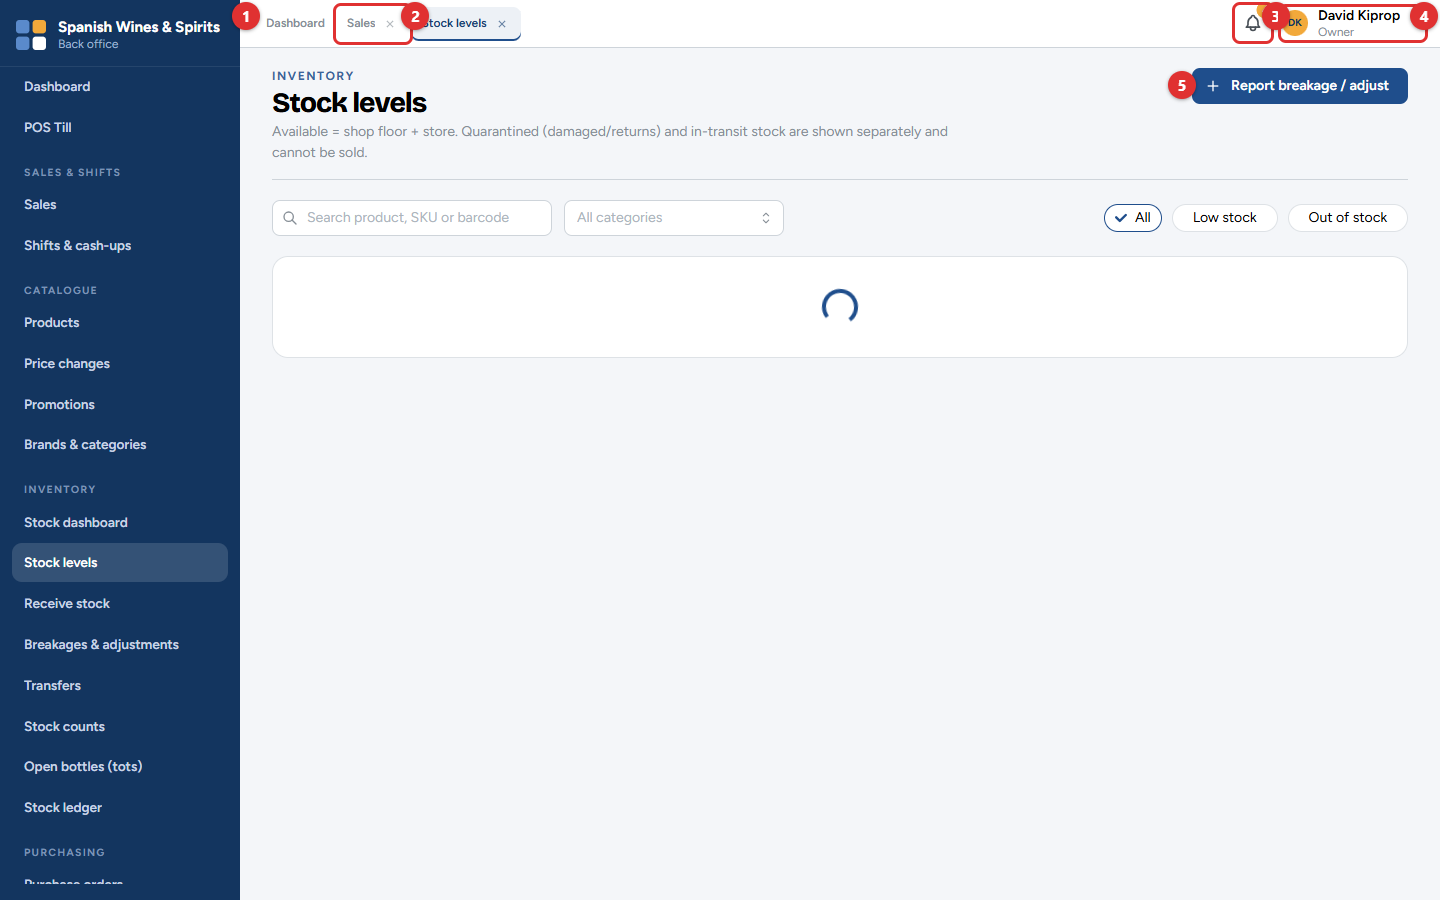 Spanish Wines & Spirits
Back office
Dashboard
POS Till
SALES & SHIFTS
Sales
Shifts & cash-ups
CATALOGUE
Products
Price changes
Promotions
Brands & categories
INVENTORY
Stock dashboard
Stock levels
Receive stock
Breakages & adjustments
Transfers
Stock counts
Open bottles (tots)
Stock ledger
PURCHASING
Purchase orders
1 Dashboard Sales 2 Stock levels 3 DK David Kiprop 4
Owner
INVENTORY
Stock levels
5 Report breakage / adjust
Available = shop floor + store. Quarantined (damaged/returns) and in-transit stock are shown separately and
cannot be sold.
Search product, SKU or barcode All categories All Low stock Out of stock